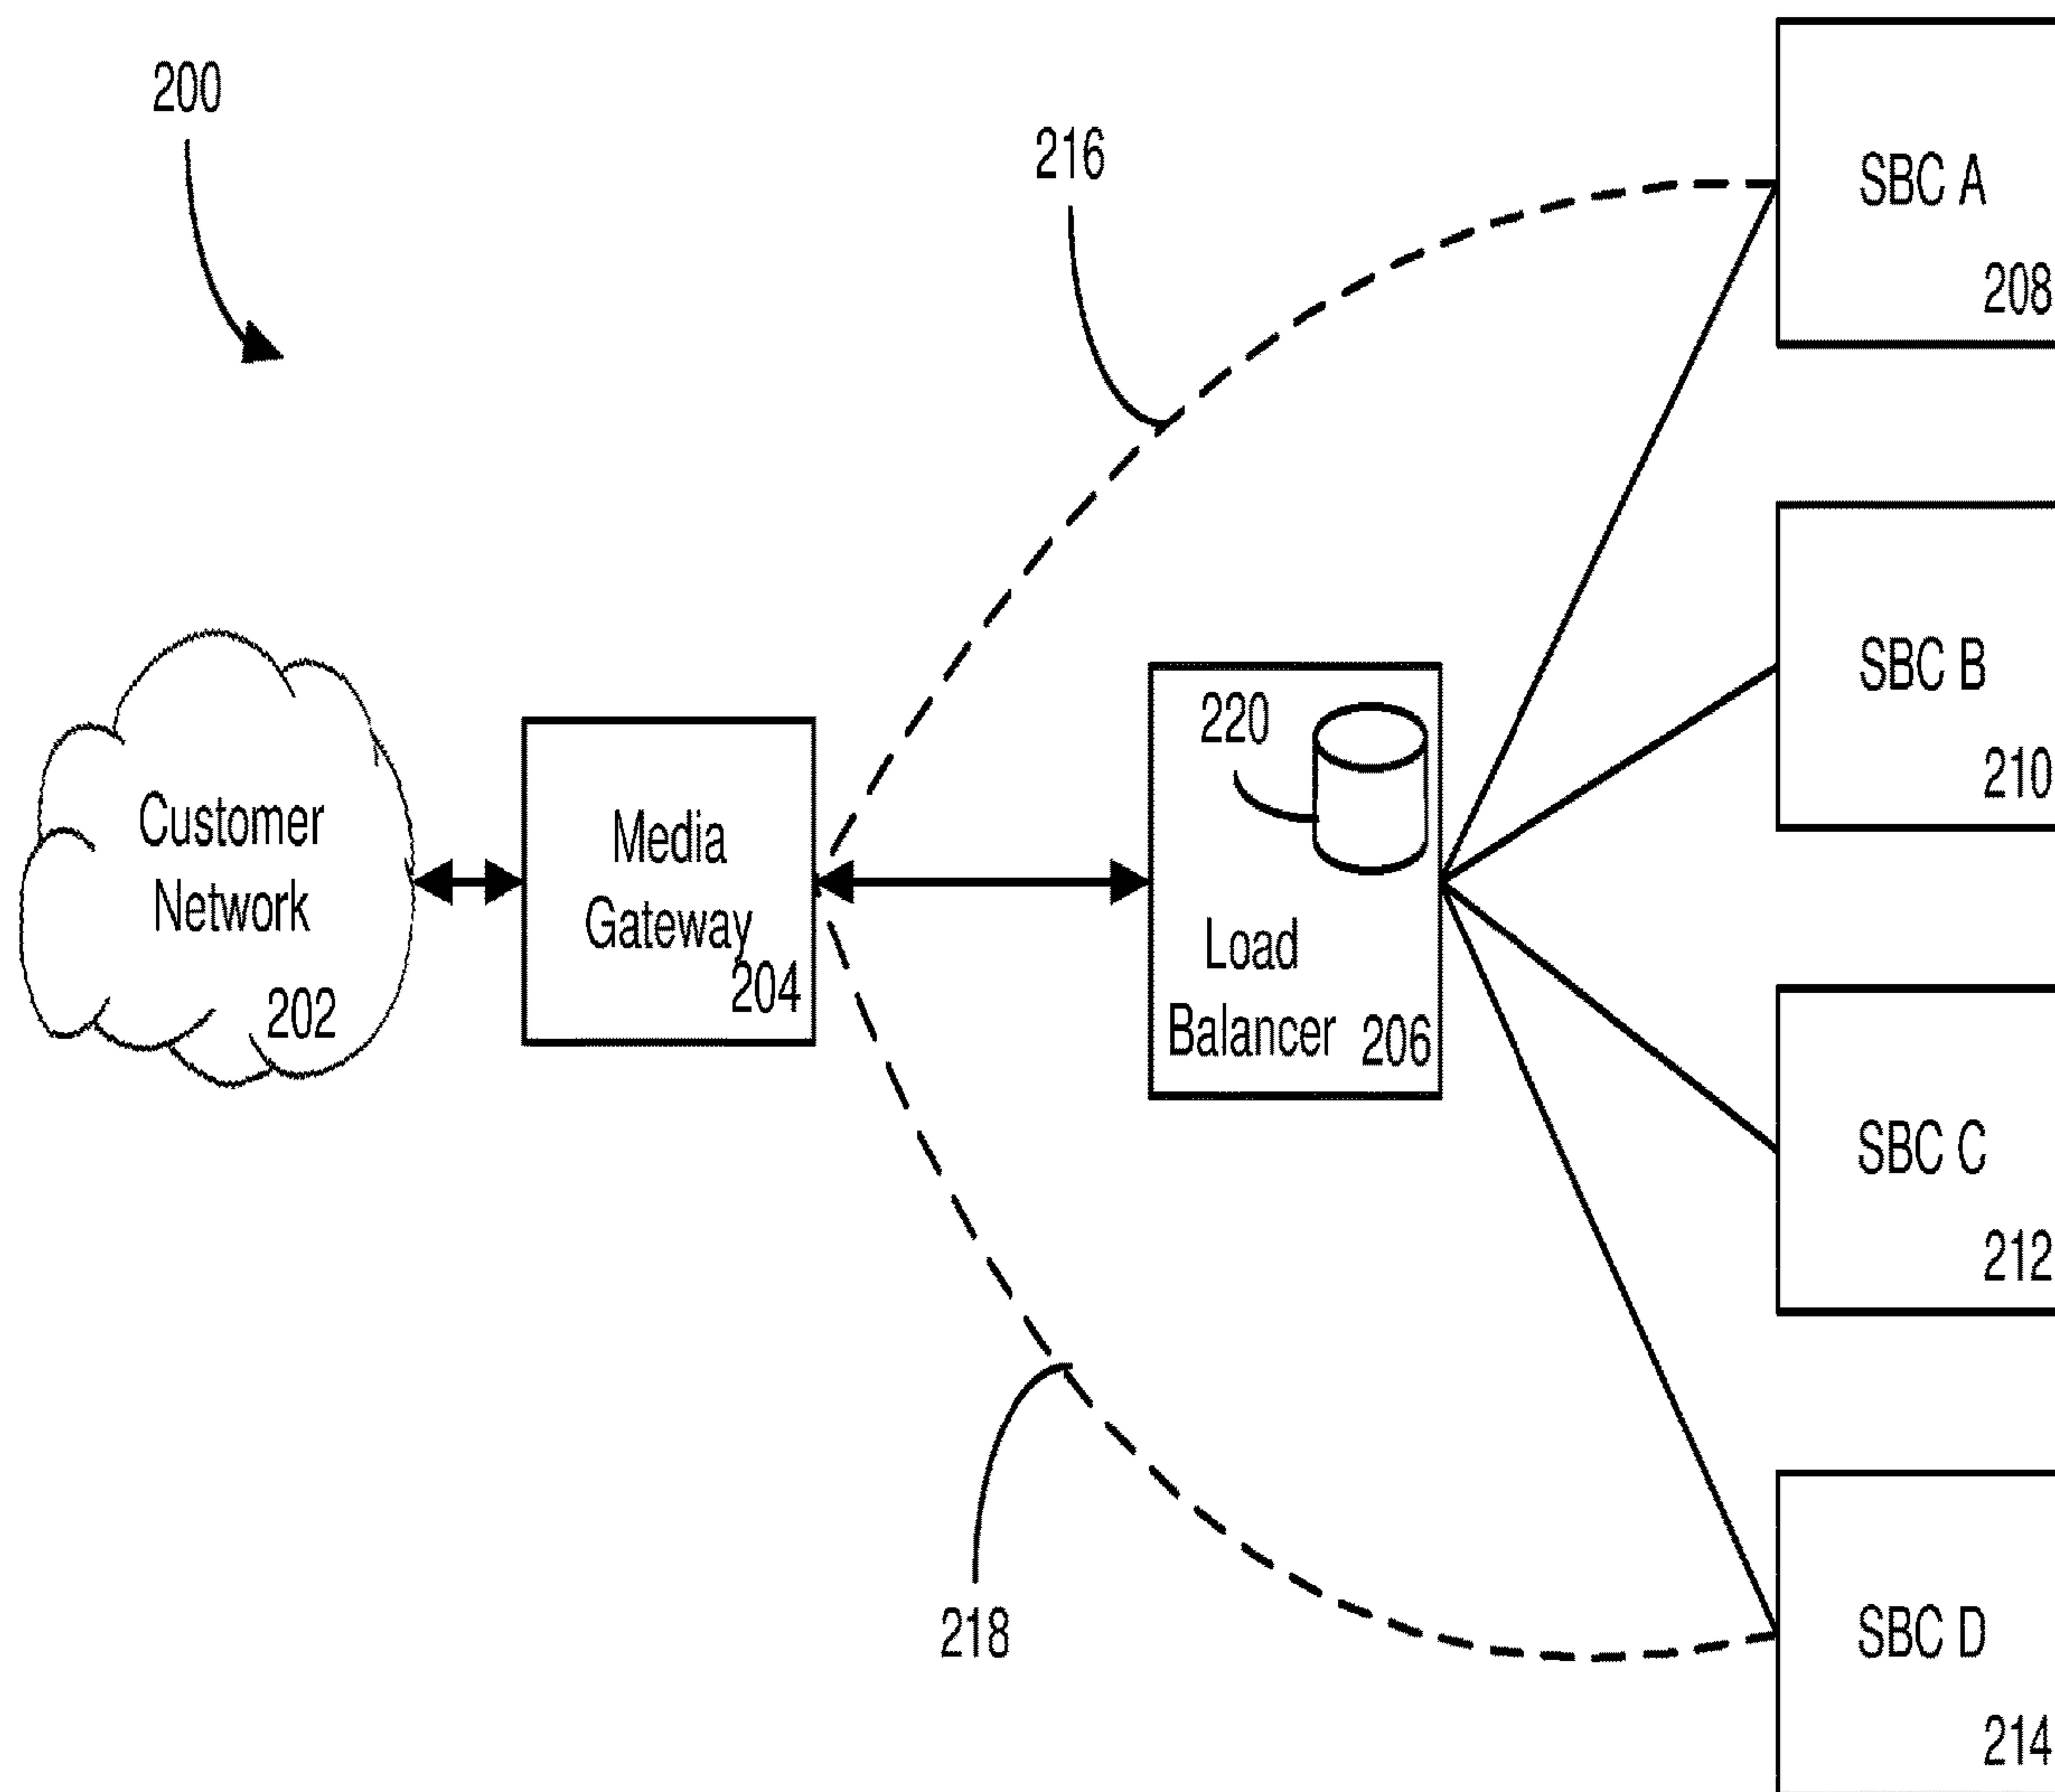 200
216
SBC A
208
SBC B
210
220
Customer
Network
202
Media
Gateway
204
Load
Balancer 206
SBC C
212
218
SBC D
214